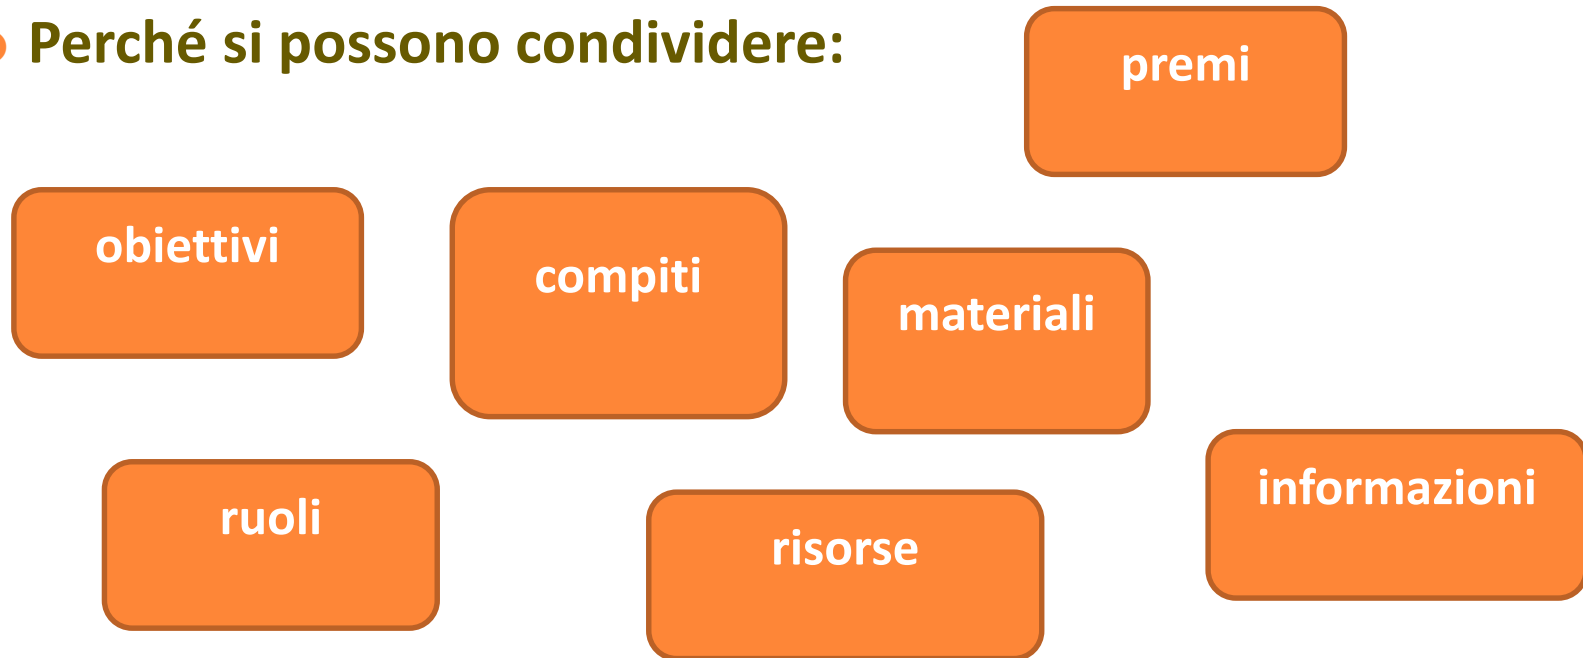 Perché si possono condividere:
premi
obiettivi
compiti
materiali
ruoli
risorse
informazioni